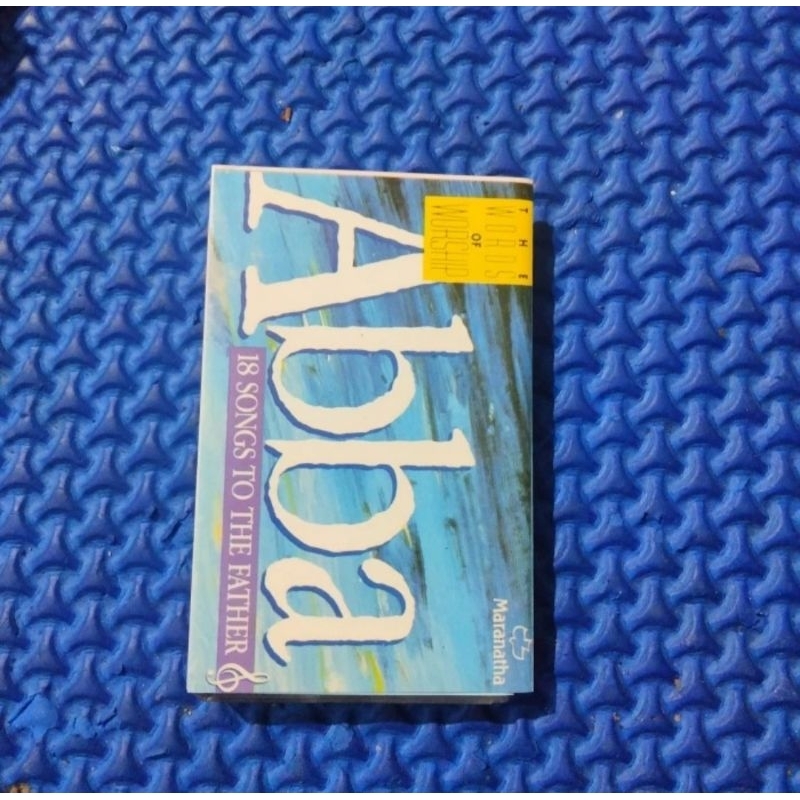 THE
WORDS
OF
WORSHIP
Abba
18 SONGS TO THE FATHER
Maranatha